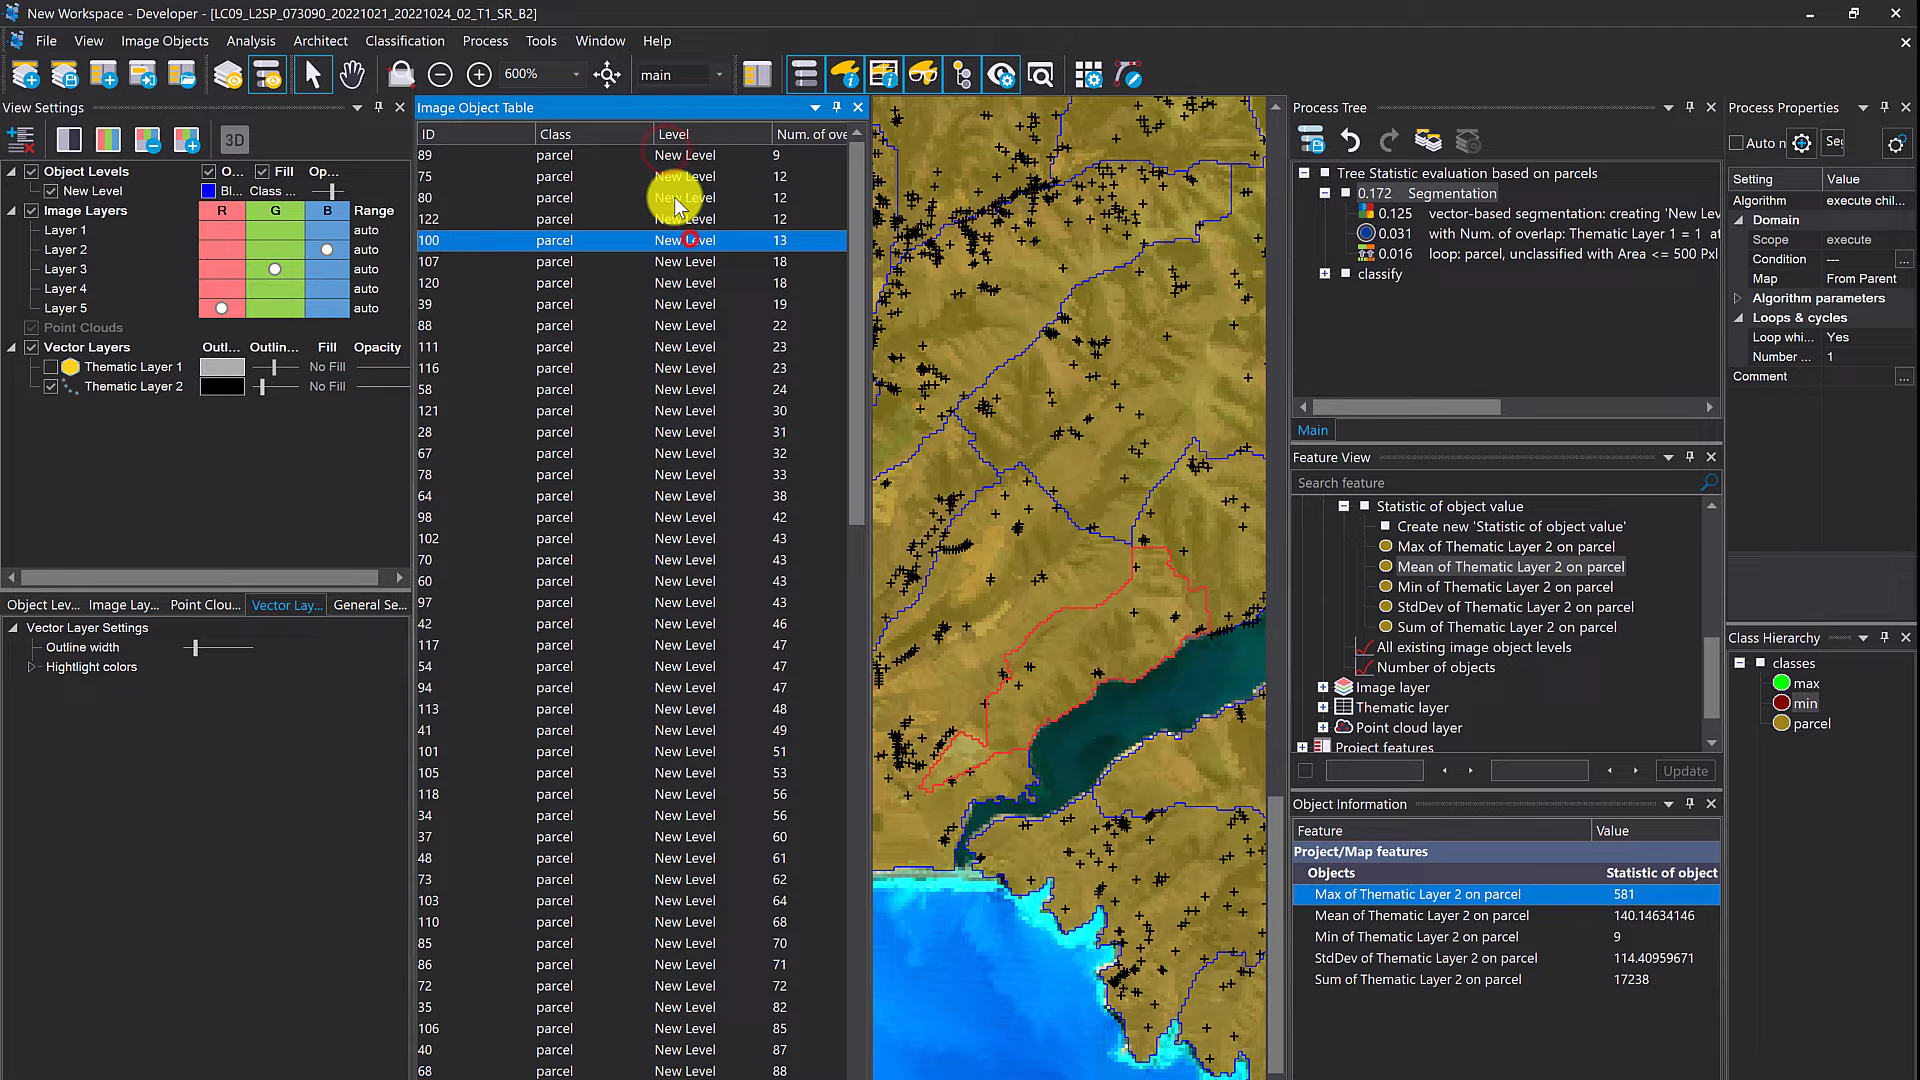 New Workspace - Developer - [LC09_L2SP_073090_20221021_20221024_02_T1_SR_B2]
File View Image Objects Analysis Architect Classification Process Tools Window Help
600% main
View Settings
3D
Object Levels O... Fill Op...
New Level Bl... Class ...
Image Layers R G B Range
Layer 1 auto
Layer 2 auto
Layer 3 auto
Layer 4 auto
Layer 5 auto
Point Clouds
Vector Layers Outl... Outlin... Fill Opacity
Thematic Layer 1 No Fill
Thematic Layer 2 No Fill
Object Lev... Image Lay... Point Clou... Vector Lay... General Se...
Vector Layer Settings
Outline width
Hightlight colors
Image Object Table
ID Class Level Num. of ove
89 parcel New Level 9
75 parcel New Level 12
80 parcel New Level 12
122 parcel New Level 12
100 parcel New Level 13
107 parcel New Level 18
120 parcel New Level 18
39 parcel New Level 19
88 parcel New Level 22
111 parcel New Level 23
116 parcel New Level 23
58 parcel New Level 24
121 parcel New Level 30
28 parcel New Level 31
67 parcel New Level 32
78 parcel New Level 33
64 parcel New Level 38
98 parcel New Level 42
102 parcel New Level 43
70 parcel New Level 43
60 parcel New Level 43
97 parcel New Level 43
42 parcel New Level 46
117 parcel New Level 47
54 parcel New Level 47
94 parcel New Level 47
113 parcel New Level 48
41 parcel New Level 49
101 parcel New Level 51
105 parcel New Level 53
118 parcel New Level 56
34 parcel New Level 56
37 parcel New Level 60
48 parcel New Level 61
73 parcel New Level 62
103 parcel New Level 64
110 parcel New Level 68
85 parcel New Level 70
86 parcel New Level 71
72 parcel New Level 72
35 parcel New Level 82
106 parcel New Level 85
40 parcel New Level 87
68 parcel New Level 88
Process Tree
Tree Statistic evaluation based on parcels
0.172 Segmentation
0.125 vector-based segmentation: creating 'New Lev
0.031 with Num. of overlap: Thematic Layer 1 = 1 at
0.016 loop: parcel, unclassified with Area <= 500 Pxl
classify
Main
Feature View
Search feature
Statistic of object value
Create new 'Statistic of object value'
Max of Thematic Layer 2 on parcel
Mean of Thematic Layer 2 on parcel
Min of Thematic Layer 2 on parcel
StdDev of Thematic Layer 2 on parcel
Sum of Thematic Layer 2 on parcel
All existing image object levels
Number of objects
Image layer
Thematic layer
Point cloud layer
Project features
Update
Object Information
Feature Value
Project/Map features
Objects Statistic of object
Max of Thematic Layer 2 on parcel 581
Mean of Thematic Layer 2 on parcel 140.14634146
Min of Thematic Layer 2 on parcel 9
StdDev of Thematic Layer 2 on parcel 114.40959671
Sum of Thematic Layer 2 on parcel 17238
Process Properties
Auto n Seg
Setting Value
Algorithm execute chil...
Domain
Scope execute
Condition --- ...
Map From Parent
Algorithm parameters
Loops & cycles
Loop whi... Yes
Number ... 1
Comment ...
Class Hierarchy
classes
max
min
parcel